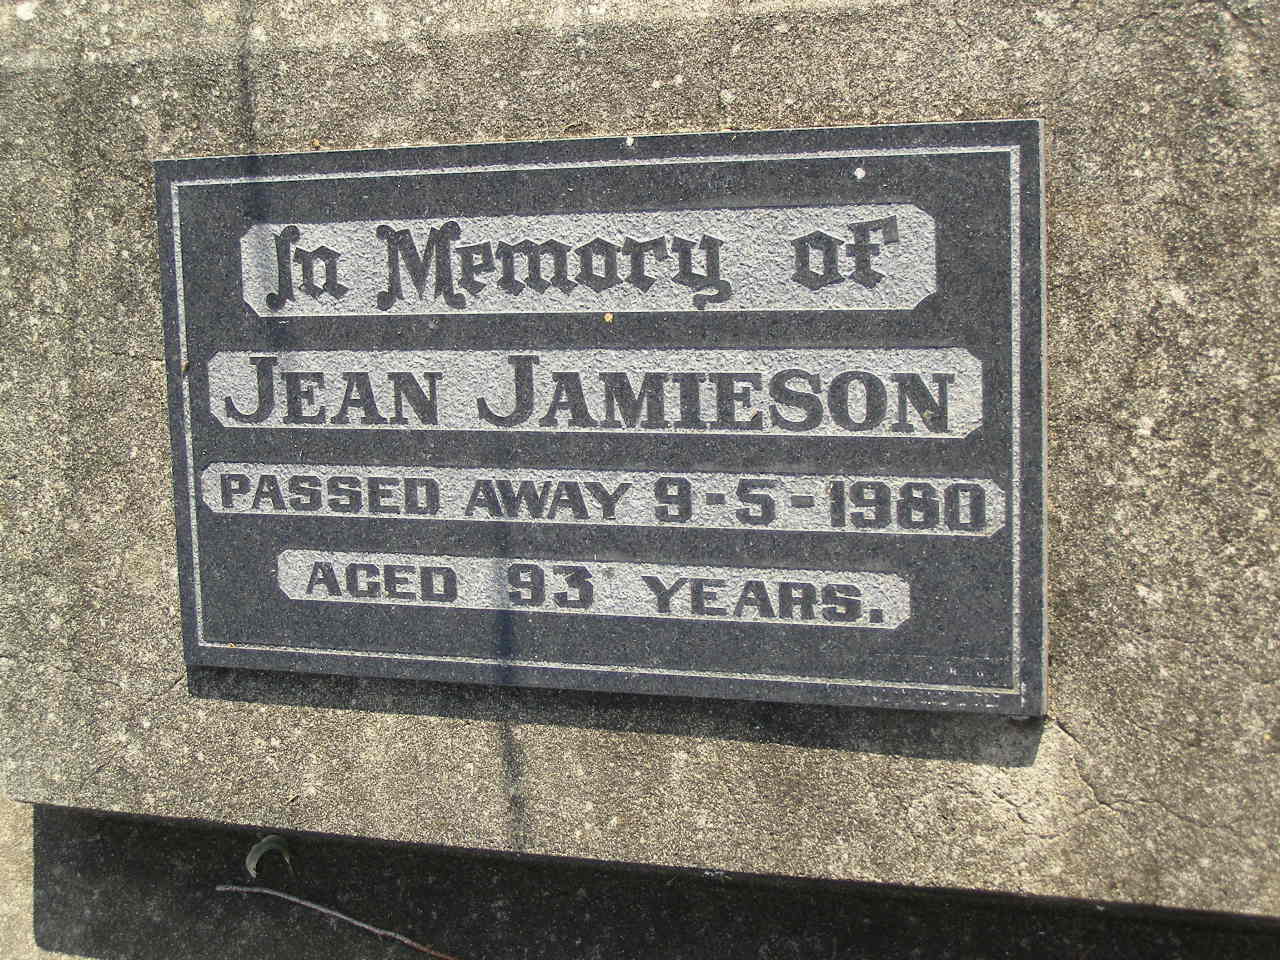 In Memory of
JEAN JAMIESON
PASSED AWAY 9-5-1980
AGED 93 YEARS.